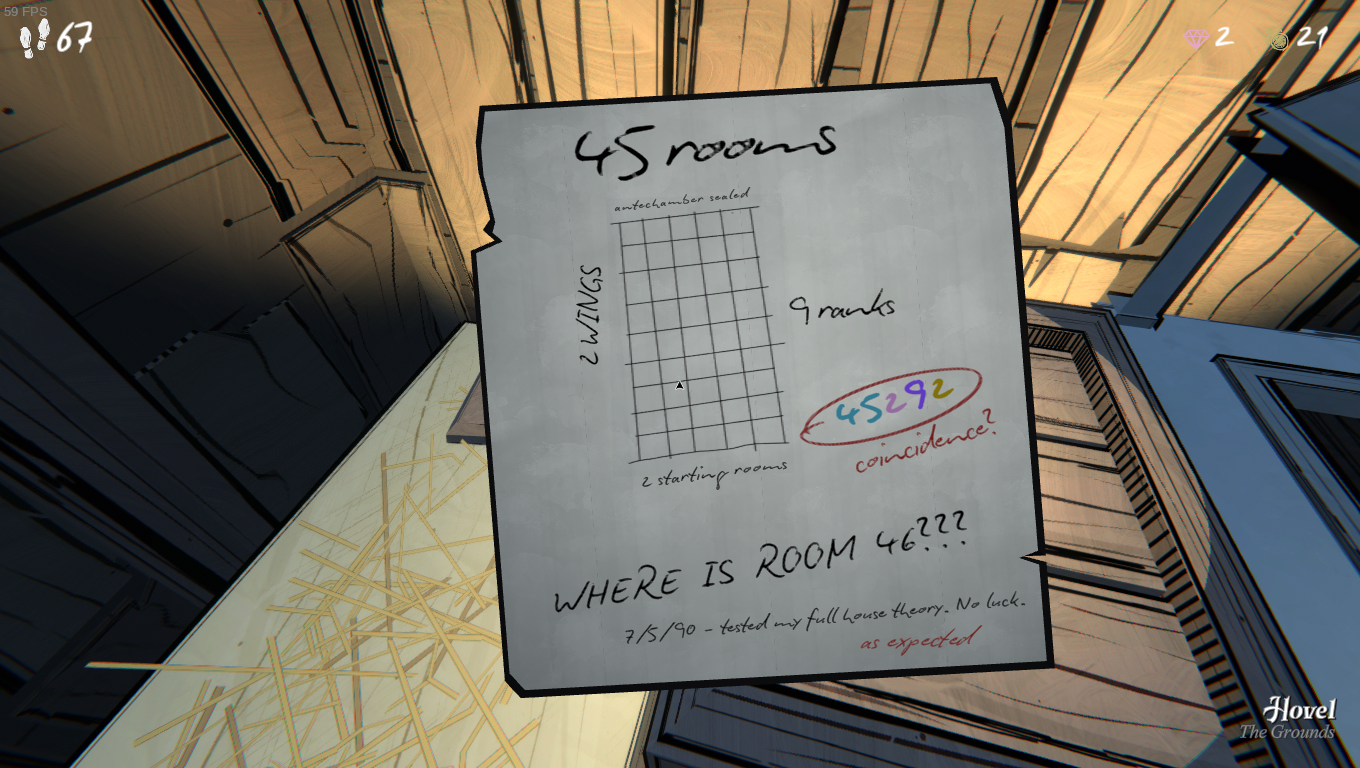 59 FPS
67
2
21
45 rooms
antechamber sealed
2 WINGS
9 ranks
45292
coincidence?
2 starting rooms
WHERE IS ROOM 46???
7/5/90 - tested my full house theory. No luck.
as expected
Hovel
The Grounds